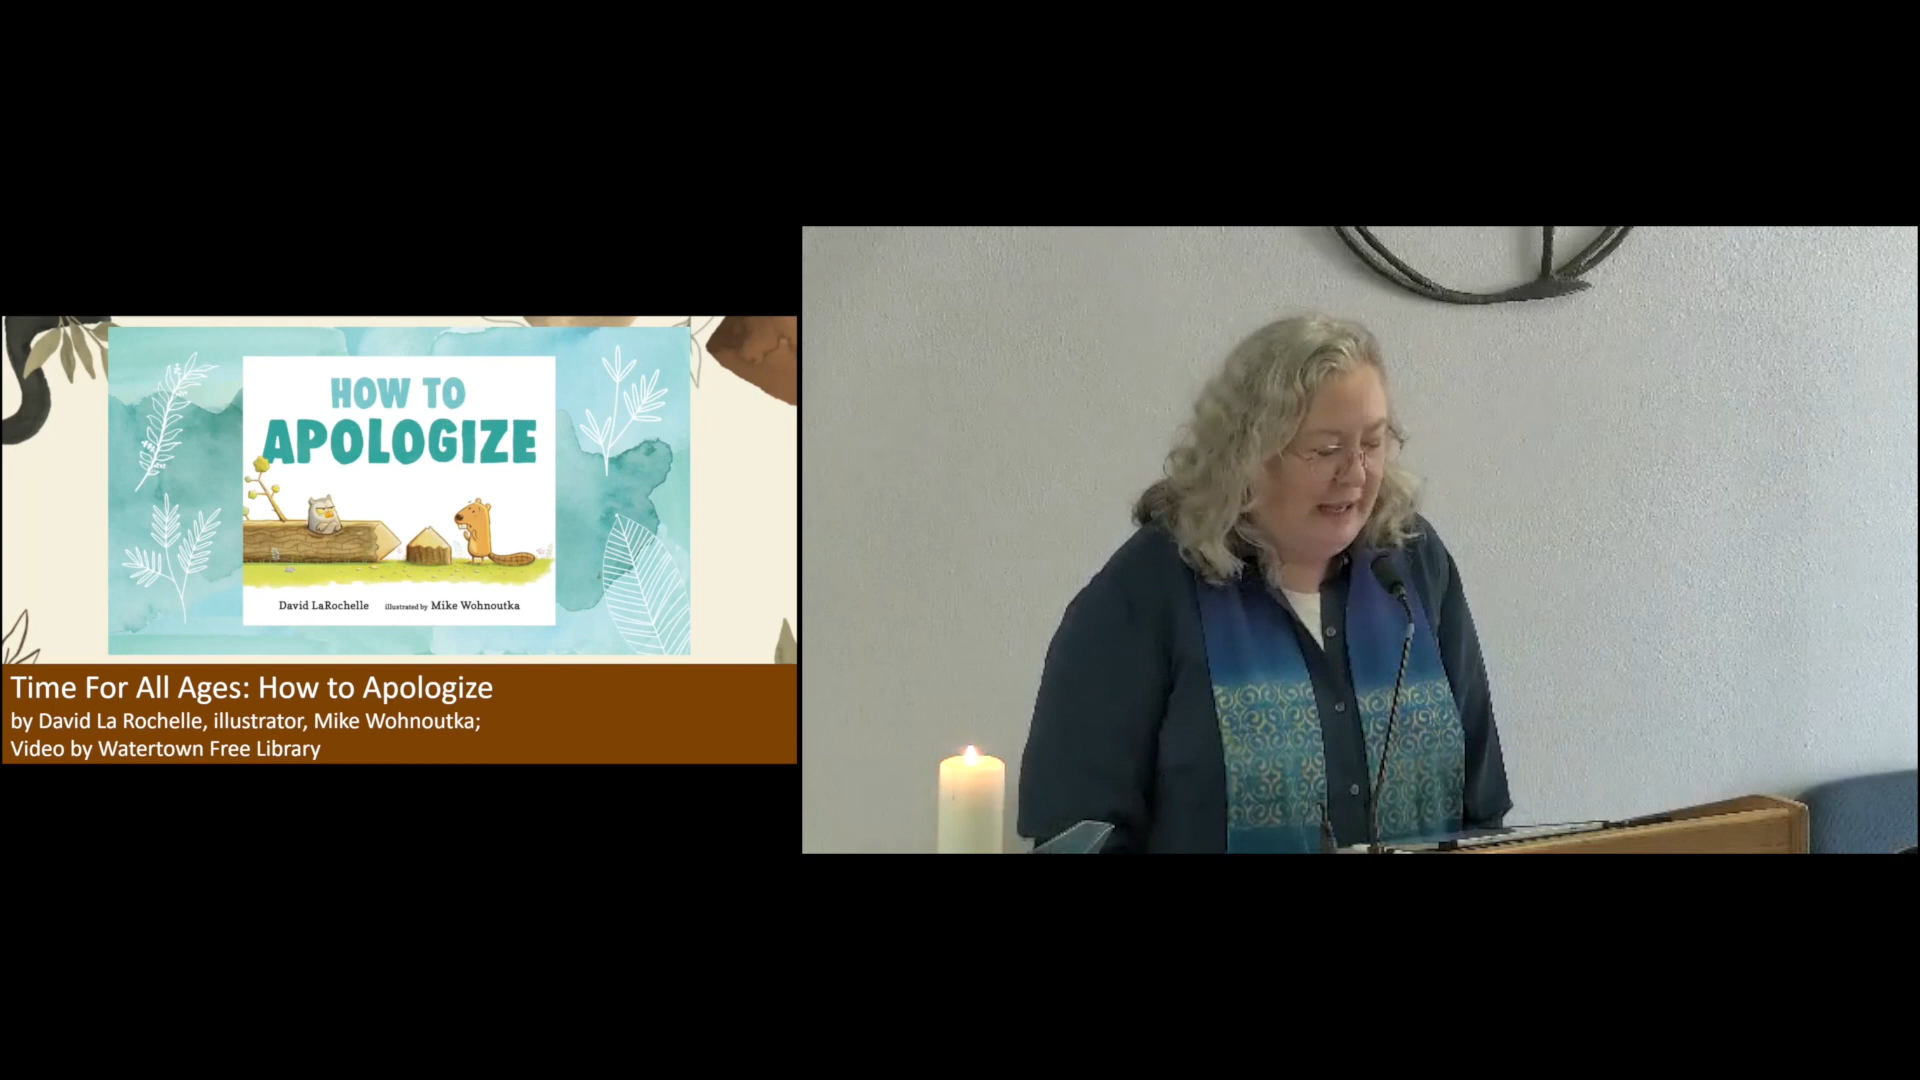 HOW TO
APOLOGIZE
David LaRochelle illustrated by Mike Wohnoutka
Time For All Ages: How to Apologize
by David La Rochelle, illustrator, Mike Wohnoutka;
Video by Watertown Free Library